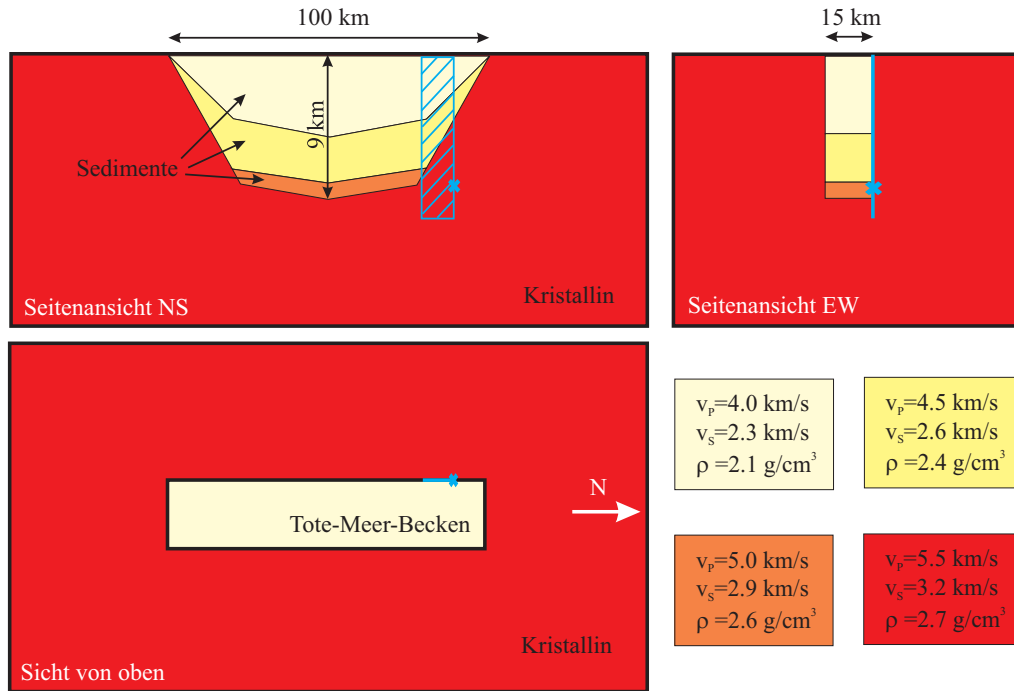 100 km
15 km
9 km
Sedimente
Kristallin
Seitenansicht NS
Seitenansicht EW
N
Tote-Meer-Becken
Kristallin
Sicht von oben
vP=4.0 km/s
vS=2.3 km/s
ρ =2.1 g/cm³
vP=4.5 km/s
vS=2.6 km/s
ρ =2.4 g/cm³
vP=5.0 km/s
vS=2.9 km/s
ρ =2.6 g/cm³
vP=5.5 km/s
vS=3.2 km/s
ρ =2.7 g/cm³